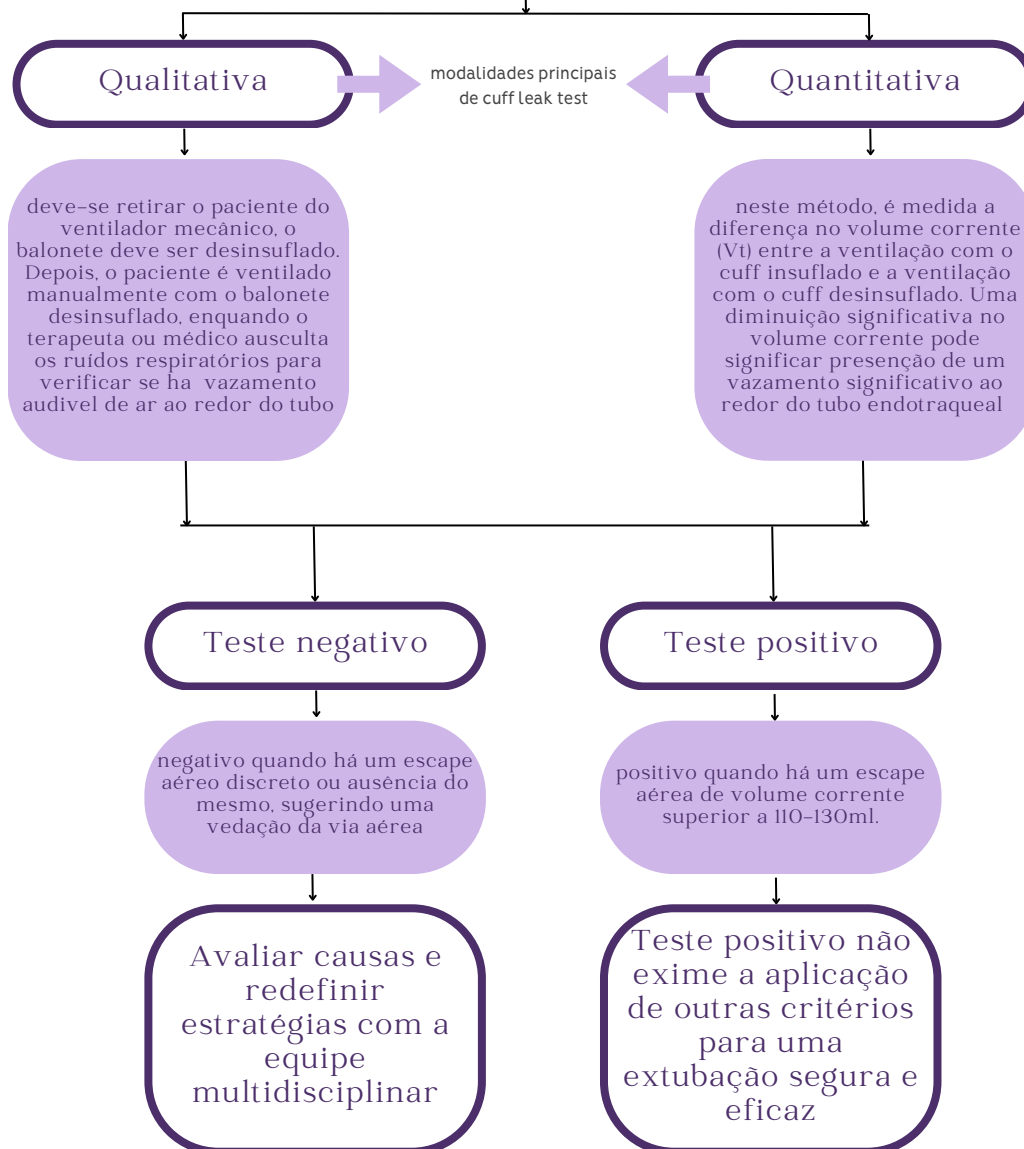 Qualitativa
modalidades principais
de cuff leak test
Quantitativa
deve-se retirar o paciente do
ventilador mecânico, o
balonete deve ser desinsuflado.
Depois, o paciente é ventilado
manualmente com o balonete
desinsuflado, enquando o
terapeuta ou médico ausculta
os ruídos respiratórios para
verificar se ha vazamento
audivel de ar ao redor do tubo
neste método, é medida a
diferença no volume corrente
(Vt) entre a ventilação com o
cuff insuflado e a ventilação
com o cuff desinsuflado. Uma
diminuição significativa no
volume corrente pode
significar presenção de um
vazamento significativo ao
redor do tubo endotraqueal
Teste negativo
negativo quando há um escape
aéreo discreto ou ausência do
mesmo, sugerindo uma
vedação da via aérea
Avaliar causas e
redefinir
estratégias com a
equipe
multidisciplinar
Teste positivo
positivo quando há um escape
aérea de volume corrente
superior a 110-130ml.
Teste positivo não
exime a aplicação
de outras critérios
para uma
extubação segura e
eficaz